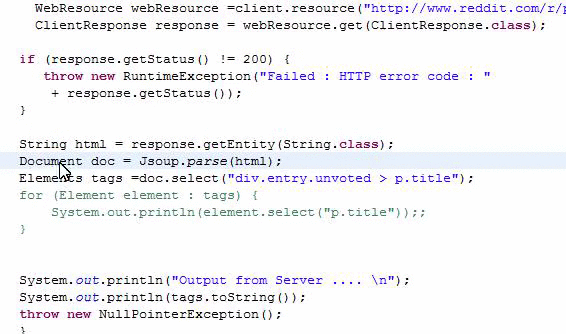 WebResource webResource =client.resource("http://www.reddit.com/r/p
ClientResponse response = webResource.get(ClientResponse.class);
if (response.getStatus() != 200) {
throw new RuntimeException("Failed : HTTP error code : "
+ response.getStatus());
}
String html = response.getEntity(String.class);
Document doc = Jsoup.parse(html);
Elements tags =doc.select("div.entry.unvoted > p.title");
for (Element element : tags) {
System.out.println(element.select("p.title"));;
}
System.out.println("Output from Server .... \n");
System.out.println(tags.toString());
throw new NullPointerException();
}